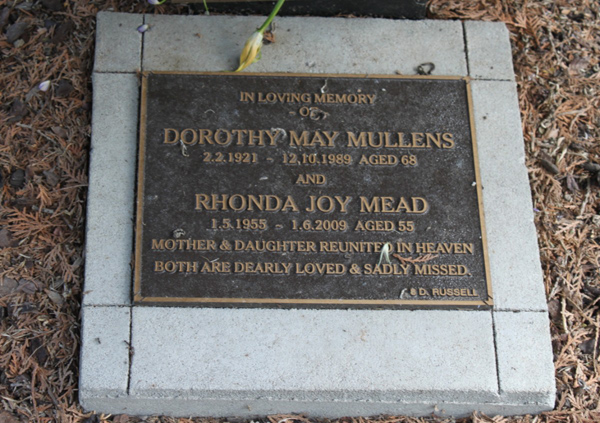 IN LOVING MEMORY
OF
DOROTHY MAY MULLENS
2.2.1921 - 12.10.1989 AGED 68
AND
RHONDA JOY MEAD
1.5.1955 - 1.6.2009 AGED 55
MOTHER & DAUGHTER REUNITED IN HEAVEN
BOTH ARE DEARLY LOVED & SADLY MISSED.
D. RUSSELL